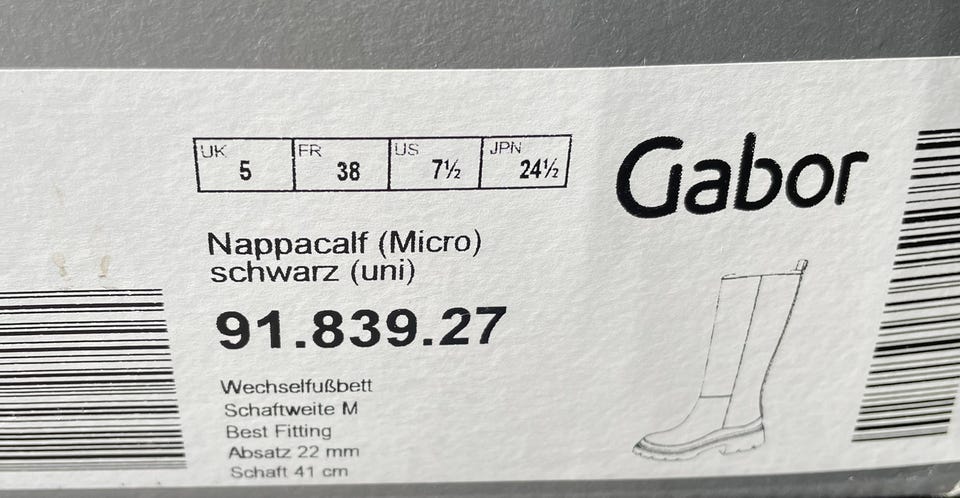 UK 5 FR 38 US 7½ JPN 24½
Gabor
Nappacalf (Micro)
schwarz (uni)
91.839.27
Wechselfußbett
Schaftweite M
Best Fitting
Absatz 22 mm
Schaft 41 cm